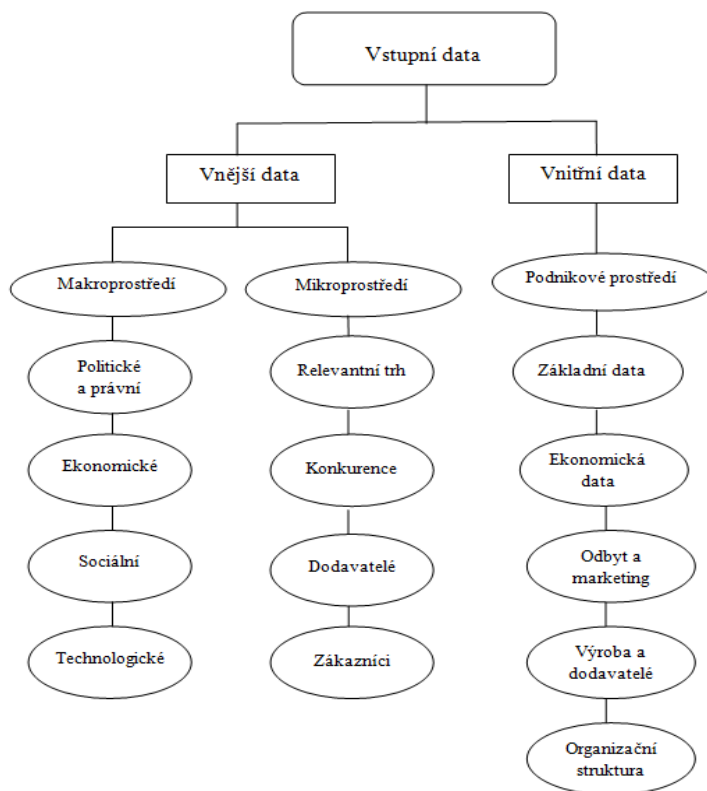 Vstupní data
Vnější data
Vnitřní data
Makroprostředí
Mikroprostředí
Podnikové prostředí
Politické
a právní
Relevantní trh
Základní data
Ekonomické
Konkurence
Ekonomická
data
Sociální
Dodavatelé
Odbyt a
marketing
Technologické
Zákazníci
Výroba a
dodavatelé
Organizační
struktura